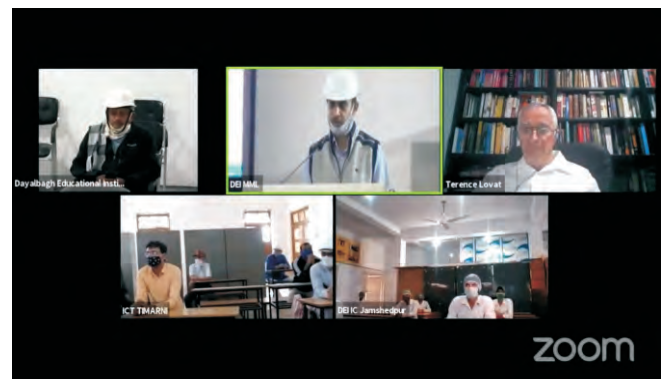 Dayalbagh Educational Insti...
DEI MML
Terence Lovat
ICT TIMARNI
DEI IC Jamshedpur
zoom